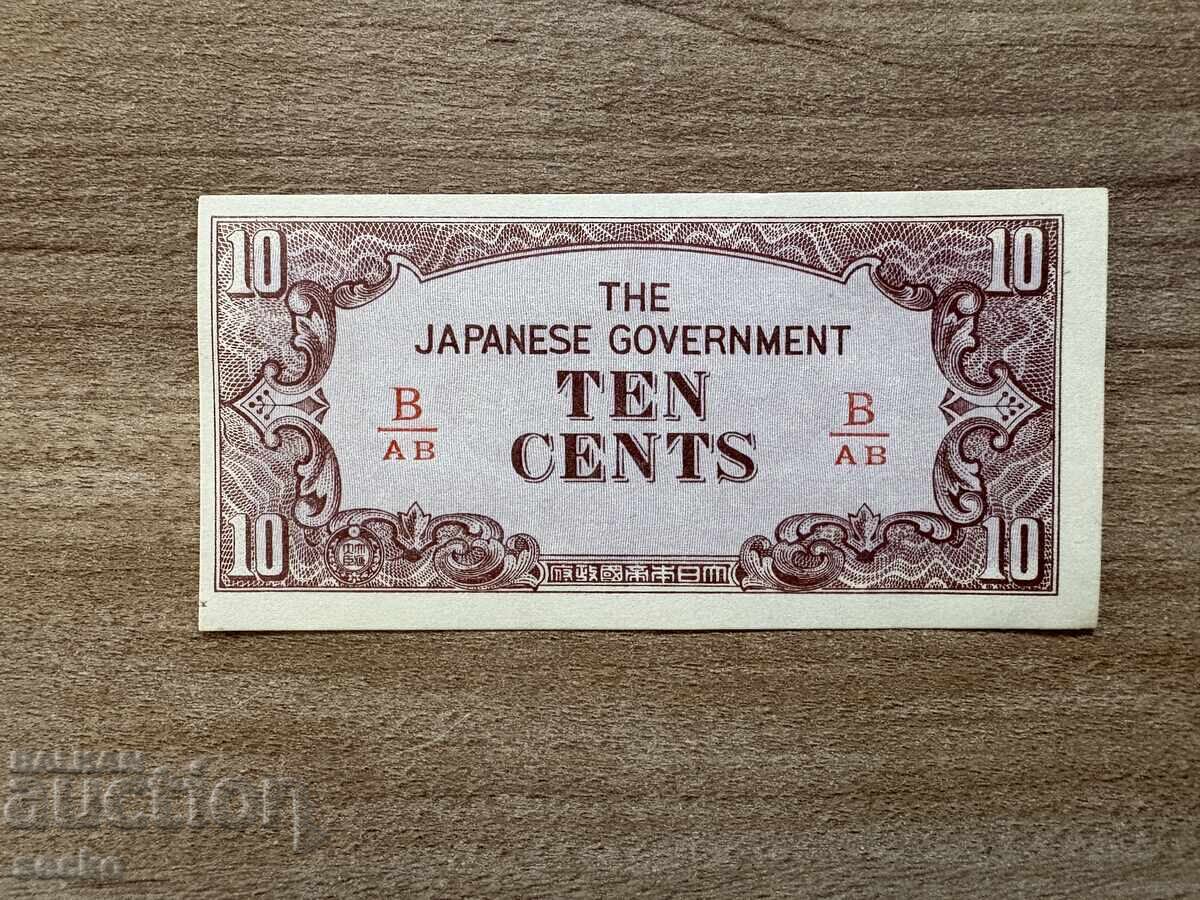 10 10
THE
JAPANESE GOVERNMENT
TEN
CENTS
B B
AB AB
10 10
府政國帝本日大
BALKAN
auction
secko